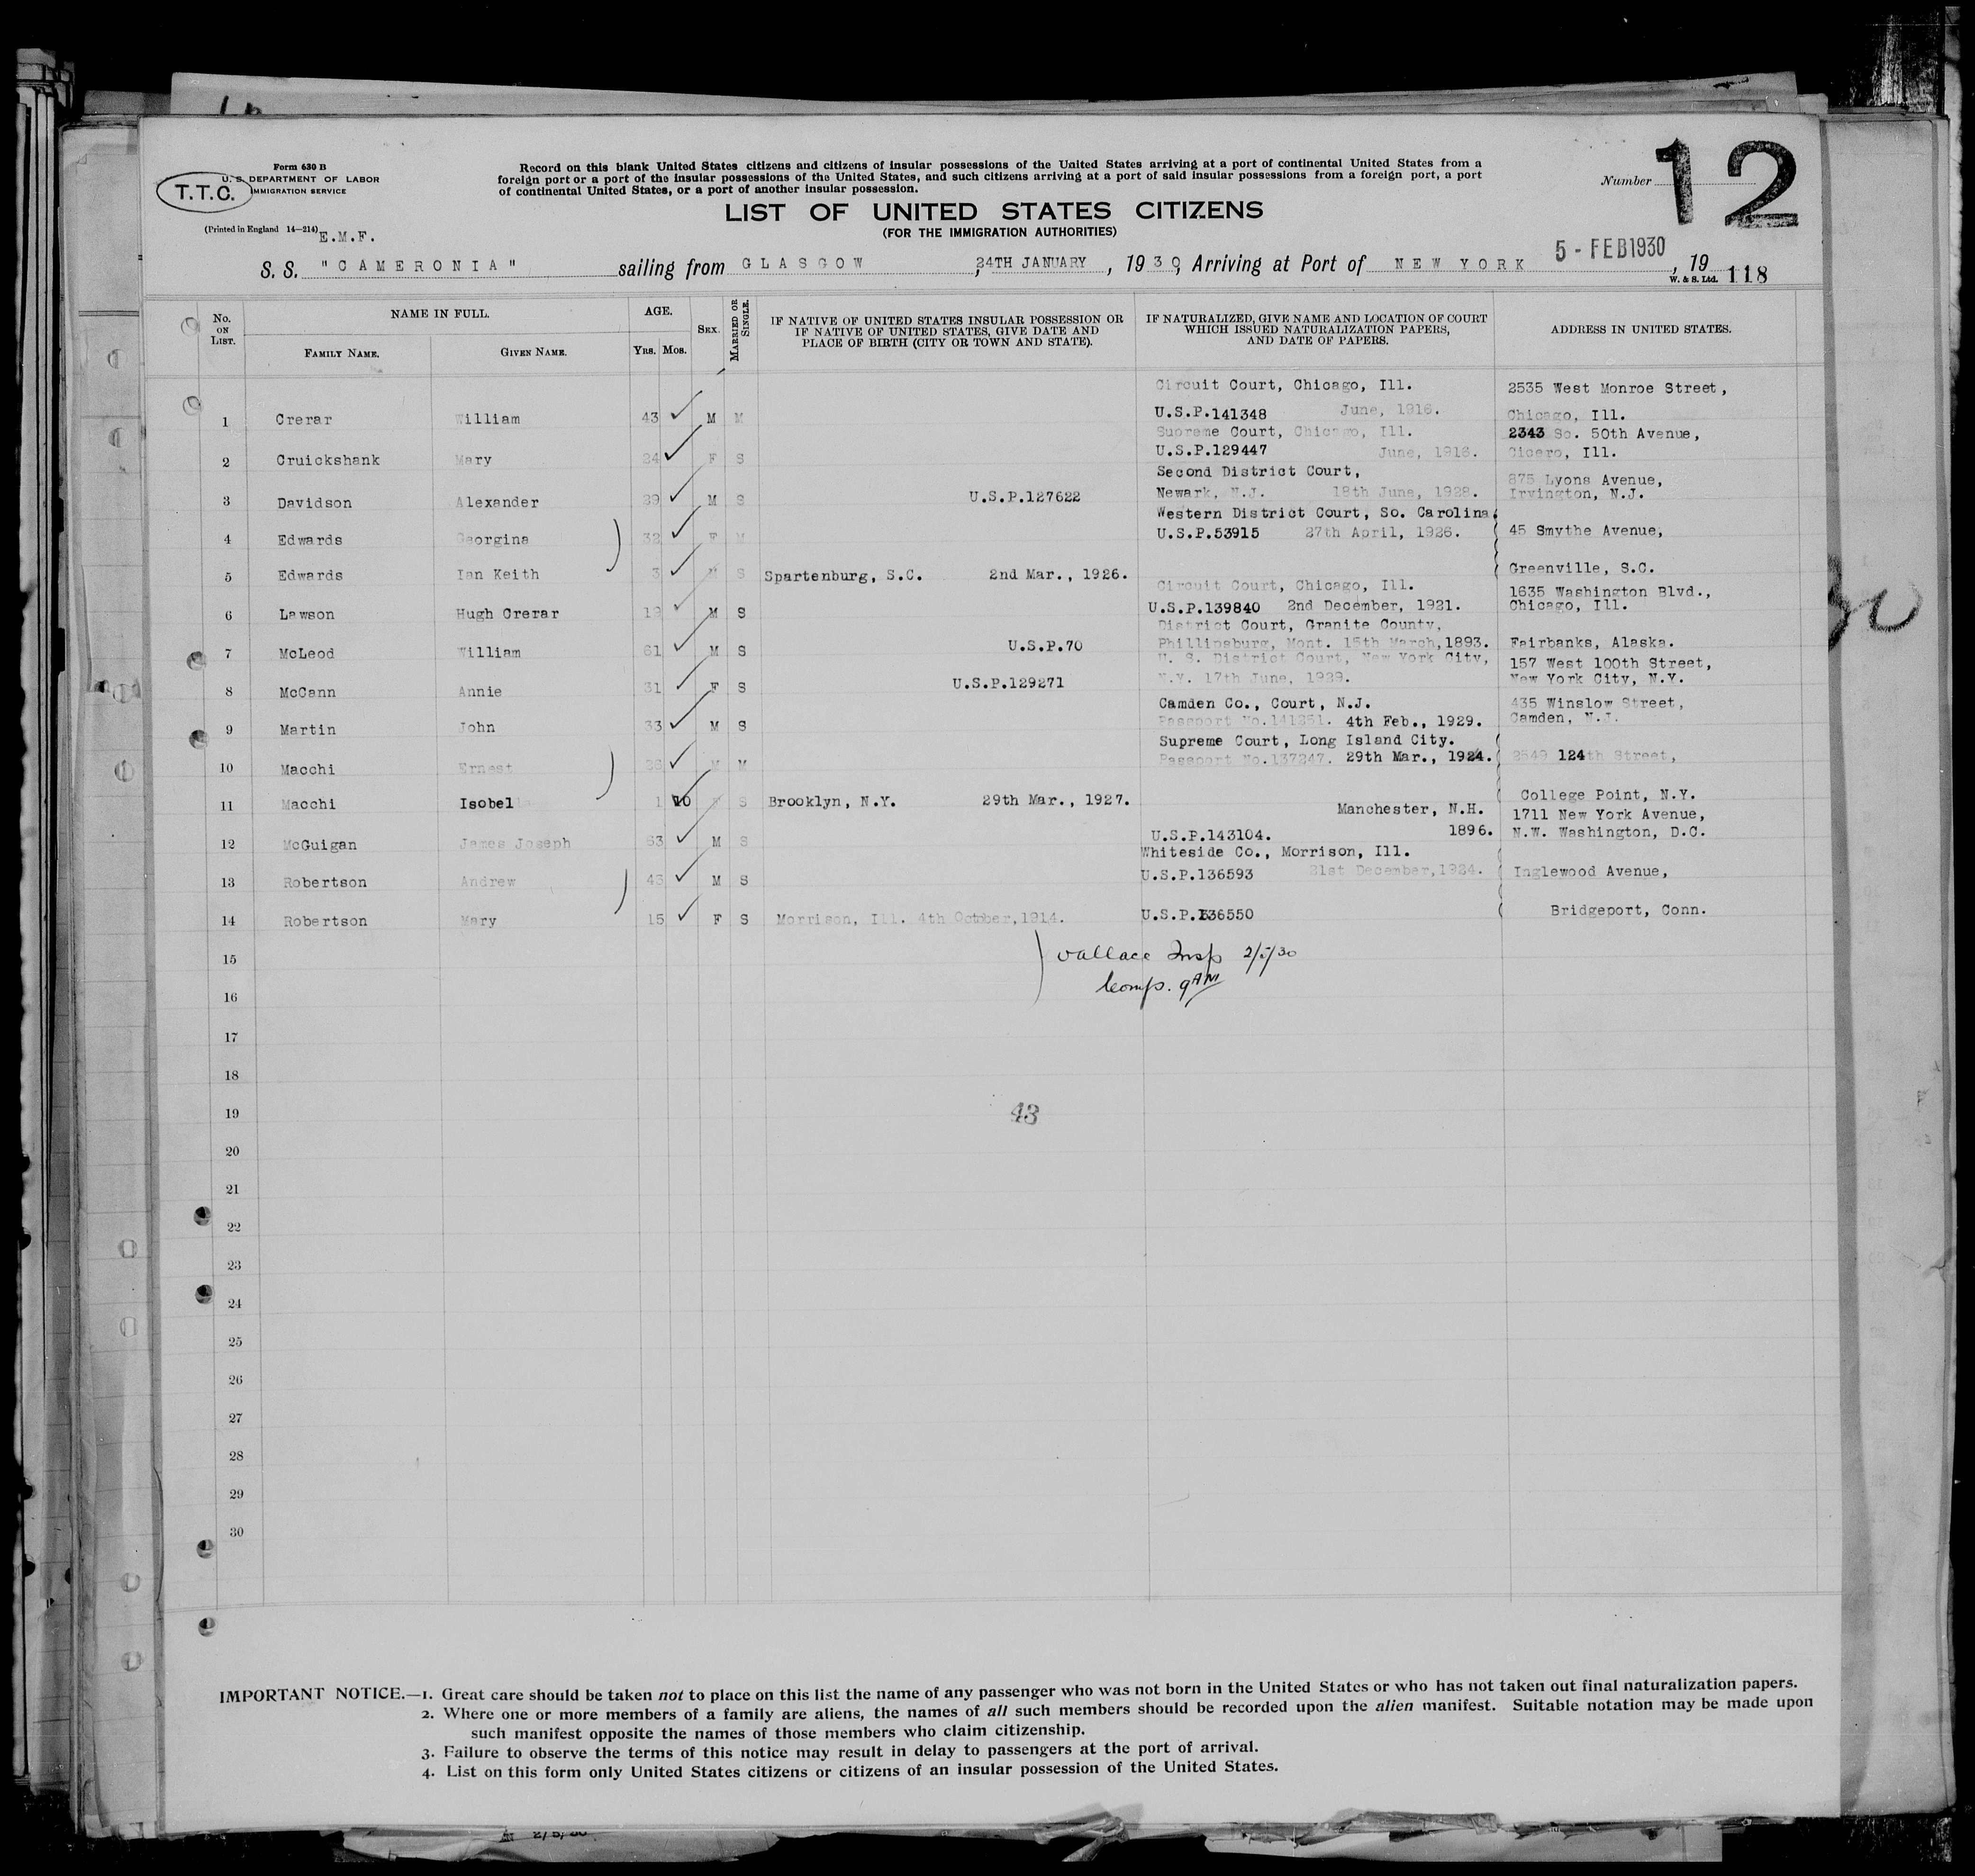 Form 630 B
U. S. DEPARTMENT OF LABOR
IMMIGRATION SERVICE
T.T.C.
(Printed in England 14—214)
E.M.F.
Record on this blank United States citizens and citizens of insular possessions of the United States arriving at a port of continental United States from a
foreign port or a port of the insular possessions of the United States, and such citizens arriving at a port of said insular possessions from a foreign port, a port
of continental United States, or a port of another insular possession.
Number 12
LIST OF UNITED STATES CITIZENS
(FOR THE IMMIGRATION AUTHORITIES)
S. S. "CAMERONIA" sailing from GLASGOW, 24TH JANUARY, 1930, Arriving at Port of NEW YORK 5 - FEB 1930, 19
W. & S. Ltd. 118
No. ON LIST. NAME IN FULL. AGE. SEX. MARRIED OR SINGLE. IF NATIVE OF UNITED STATES INSULAR POSSESSION OR IF NATIVE OF UNITED STATES, GIVE DATE AND PLACE OF BIRTH (CITY OR TOWN AND STATE). IF NATURALIZED, GIVE NAME AND LOCATION OF COURT WHICH ISSUED NATURALIZATION PAPERS, AND DATE OF PAPERS. ADDRESS IN UNITED STATES.
FAMILY NAME. GIVEN NAME. YRS. MOS.
Circuit Court, Chicago, Ill. 2535 West Monroe Street,
1 Crerar William 43 M M U.S.P.141348 June, 1916. Chicago, Ill.
Supreme Court, Chicago, Ill. 2343 So. 50th Avenue,
2 Cruickshank Mary 24 F S U.S.P.129447 June, 1916. Cicero, Ill.
Second District Court, 875 Lyons Avenue,
3 Davidson Alexander 39 M S U.S.P.127622 Newark, N.J. 18th June, 1928. Irvington, N.J.
Western District Court, So. Carolina.
4 Edwards Georgina 32 F M U.S.P.53915 27th April, 1926. 45 Smythe Avenue,
5 Edwards Ian Keith 3 M S Spartenburg, S.C. 2nd Mar., 1926. Greenville, S.C.
Circuit Court, Chicago, Ill. 1635 Washington Blvd.,
6 Lawson Hugh Crerar 19 M S U.S.P.139840 2nd December, 1921. Chicago, Ill.
District Court, Granite County,
7 McLeod William 61 M S U.S.P.70 Phillipsburg, Mont. 15th March,1893. Fairbanks, Alaska.
U. S. District Court, New York City, 157 West 100th Street,
8 McCann Annie 31 F S U.S.P.129271 N.Y. 17th June, 1929. New York City, N.Y.
Camden Co., Court, N.J. 435 Winslow Street,
9 Martin John 33 M S Passport No.141251. 4th Feb., 1929. Camden, N.J.
Supreme Court, Long Island City.
10 Macchi Ernest 26 M M Passport No.137247. 29th Mar., 1924. 2549 124th Street,
11 Macchi Isobel 1 10 F S Brooklyn, N.Y. 29th Mar., 1927. College Point, N.Y.
Manchester, N.H. 1711 New York Avenue,
12 McGuigan James Joseph 63 M S U.S.P.143104. 1896. N.W. Washington, D.C.
Whiteside Co., Morrison, Ill.
13 Robertson Andrew 43 M S U.S.P.136593 31st December,1924. Inglewood Avenue,
14 Robertson Mary 15 F S Morrison, Ill. 4th October,1914. U.S.P.136550 Bridgeport, Conn.
15
Wallace Insp 2/5/30
Comp. 9AM
16
17
18
19
43
20
21
22
23
24
25
26
27
28
29
30
IMPORTANT NOTICE.—1. Great care should be taken not to place on this list the name of any passenger who was not born in the United States or who has not taken out final naturalization papers.
2. Where one or more members of a family are aliens, the names of all such members should be recorded upon the alien manifest. Suitable notation may be made upon
such manifest opposite the names of those members who claim citizenship.
3. Failure to observe the terms of this notice may result in delay to passengers at the port of arrival.
4. List on this form only United States citizens or citizens of an insular possession of the United States.